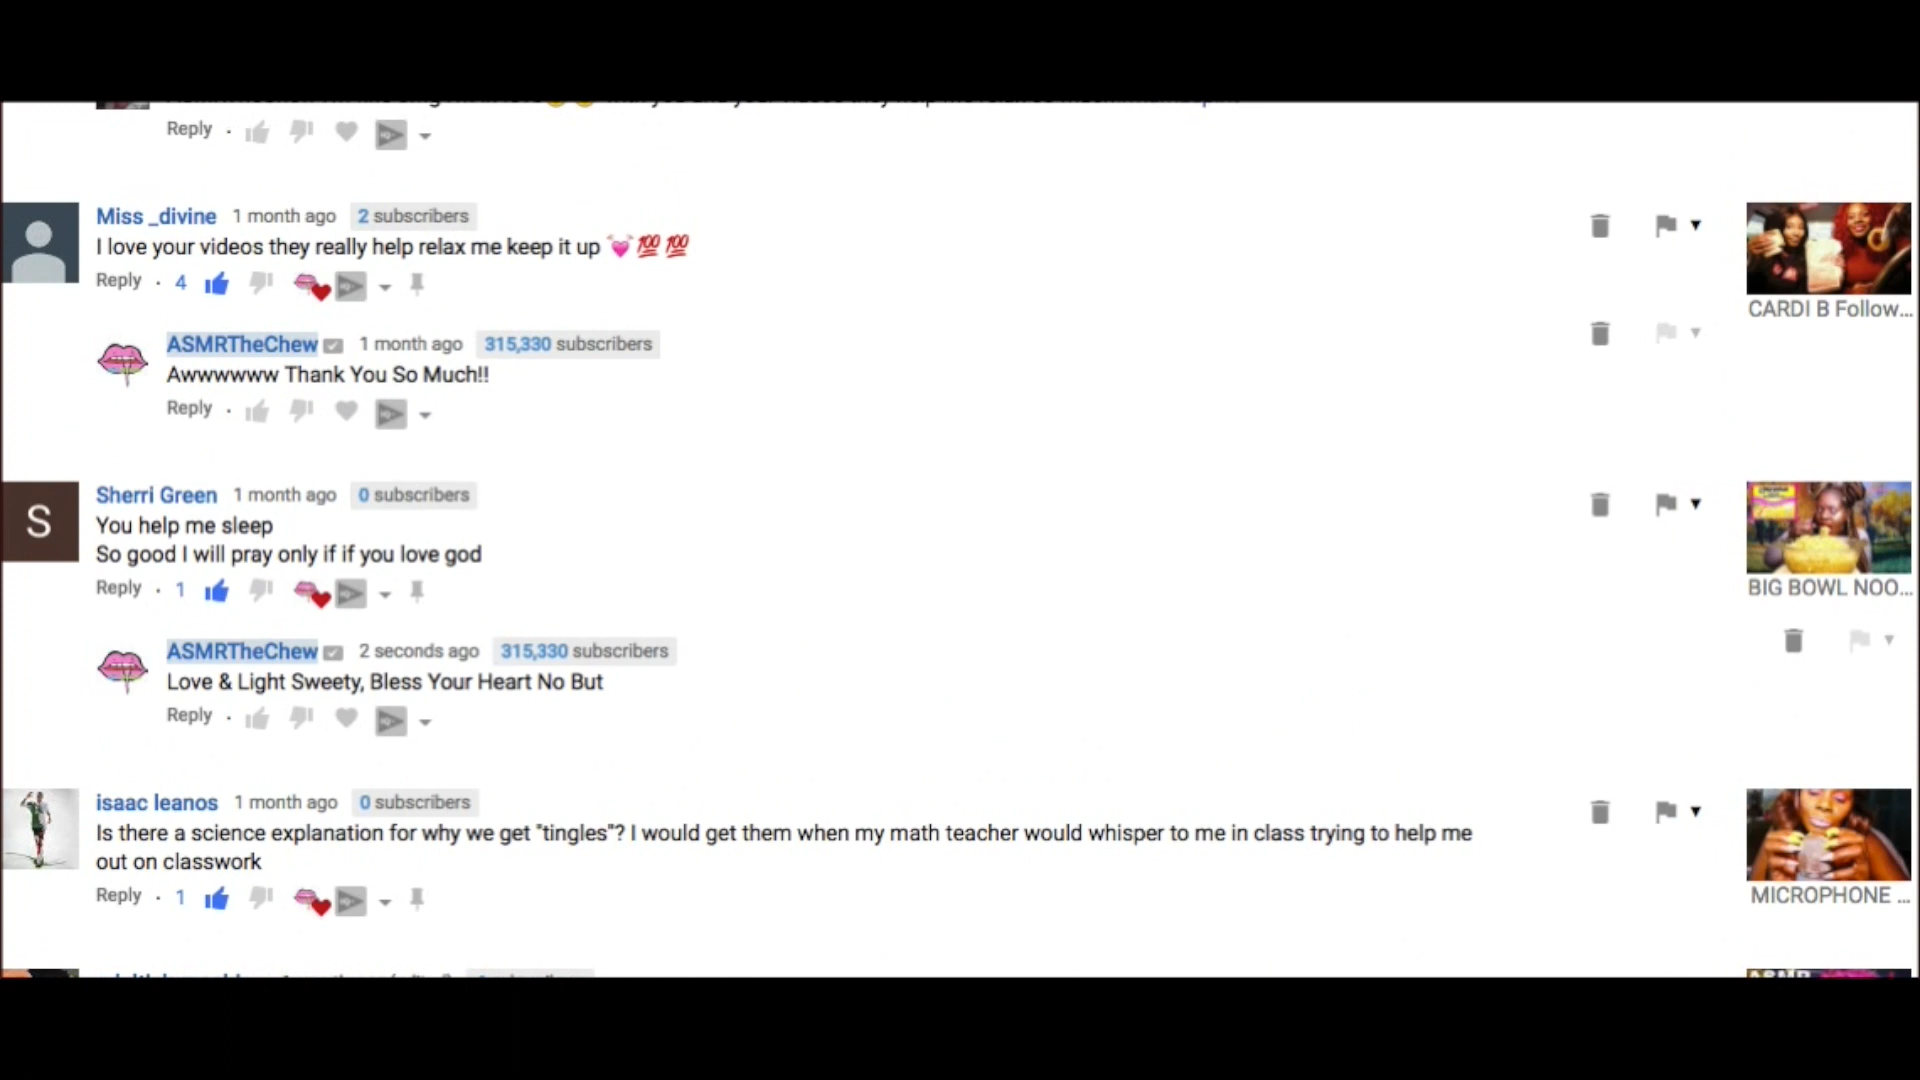 Reply
Miss _divine 1 month ago 2 subscribers
I love your videos they really help relax me keep it up 💓💯💯
Reply · 4
CARDI B Follow...
ASMRTheChew 1 month ago 315,330 subscribers
Awwwwww Thank You So Much!!
Reply
S
Sherri Green 1 month ago 0 subscribers
You help me sleep
So good I will pray only if if you love god
Reply · 1
BIG BOWL NOO...
ASMRTheChew 2 seconds ago 315,330 subscribers
Love & Light Sweety, Bless Your Heart No But
Reply
isaac leanos 1 month ago 0 subscribers
Is there a science explanation for why we get "tingles"? I would get them when my math teacher would whisper to me in class trying to help me
out on classwork
Reply · 1
MICROPHONE ...
ASMR